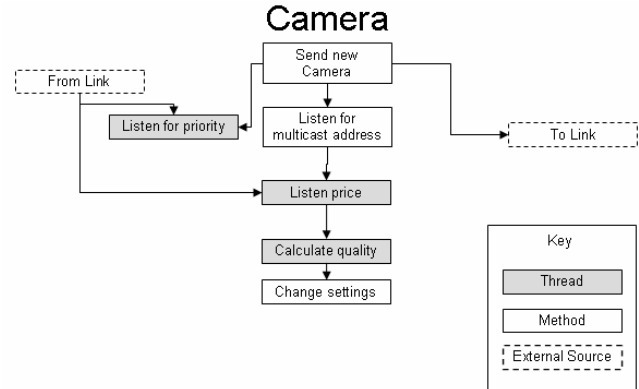 Camera
Send new
Camera
From Link
Listen for priority
Listen for
multicast address
To Link
Listen price
Calculate quality
Change settings
Key
Thread
Method
External Source